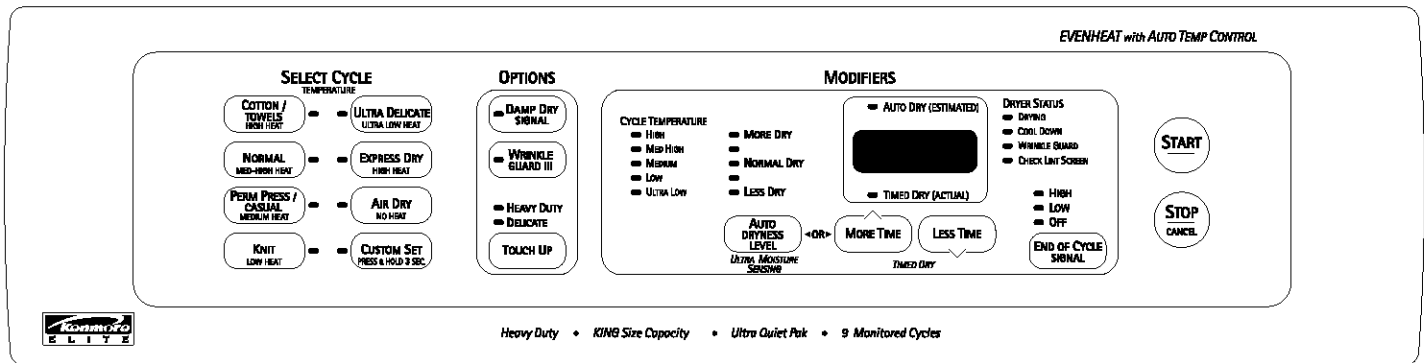 EVENHEAT with AUTO TEMP CONTROL
SELECT CYCLE
TEMPERATURE
COTTON /
TOWELS
HIGH HEAT
ULTRA DELICATE
ULTRA LOW HEAT
NORMAL
MED-HIGH HEAT
EXPRESS DRY
HIGH HEAT
PERM PRESS /
CASUAL
MEDIUM HEAT
AIR DRY
NO HEAT
KNIT
LOW HEAT
CUSTOM SET
PRESS & HOLD 3 SEC.
OPTIONS
DAMP DRY
SIGNAL
WRINKLE
GUARD III
HEAVY DUTY
DELICATE
TOUCH UP
MODIFIERS
CYCLE TEMPERATURE
HIGH
MED HIGH
MEDIUM
LOW
ULTRA LOW
MORE DRY
NORMAL DRY
LESS DRY
AUTO DRY (ESTIMATED)
TIMED DRY (ACTUAL)
DRYER STATUS
DRYING
COOL DOWN
WRINKLE GUARD
CHECK LINT SCREEN
HIGH
LOW
OFF
AUTO
DRYNESS
LEVEL
ULTRA MOISTURE
SENSING
OR
MORE TIME
LESS TIME
TIMED DRY
END OF CYCLE
SIGNAL
START
STOP
CANCEL
Kenmore
ELITE
Heavy Duty • KING Size Capacity • Ultra Quiet Pak • 9 Monitored Cycles